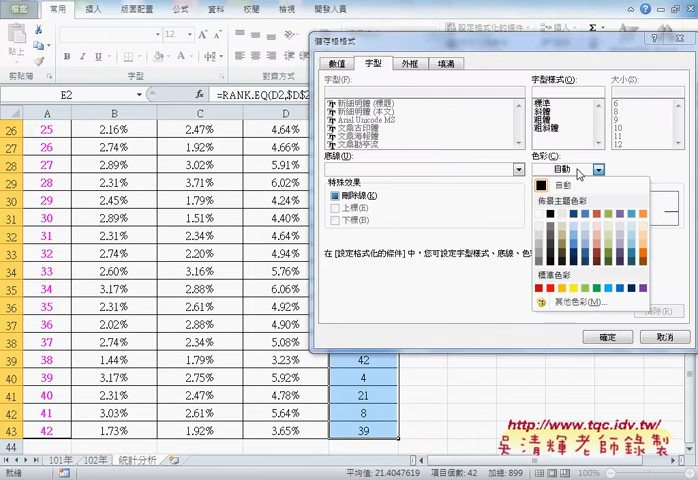 檔案 常用 插入 版面配置 公式 資料 校閱 檢視 開發人員
貼上
剪貼簿
字型
對齊方式
設定格式化的條件
插入
儲存格格式
數值 字型 外框 填滿
字型(F): 字型樣式(O): 大小(S):
新細明體 (標題)
新細明體 (本文)
Arial Unicode MS
文鼎古印體
文鼎海報體
文鼎勘亭流
標準
斜體
粗體
粗斜體
6
8
9
10
11
12
底線(U): 色彩(C):
自動
自動
佈景主題色彩
標準色彩
其他色彩(M)...
特殊效果
刪除線(K)
上標(E)
下標(B)
在 [設定格式化的條件] 中，您可設定字型樣式、底線、色
清除(R)
確定 取消
E2 fx =RANK.EQ(D2,$D$2
A B C D
26 25 2.16% 2.47% 4.64%
27 26 2.74% 1.92% 4.66%
28 27 2.89% 3.02% 5.91%
29 28 2.31% 3.71% 6.02%
30 29 2.45% 1.79% 4.24%
31 30 2.89% 1.51% 4.40%
32 31 2.31% 2.34% 4.65%
33 32 2.74% 2.20% 4.94%
34 33 2.60% 3.16% 5.76%
35 34 3.17% 2.88% 6.06%
36 35 2.31% 2.61% 4.92%
37 36 2.02% 2.88% 4.90%
38 37 2.74% 2.34% 5.08%
39 38 1.44% 1.79% 3.23% 42
40 39 3.17% 2.75% 5.92% 4
41 40 2.31% 2.47% 4.78% 21
42 41 3.03% 2.61% 5.64% 8
43 42 1.73% 1.92% 3.65% 39
44
101年 102年 統計分析
就緒 平均值: 21.4047619 項目個數: 42 加總: 899 100%
http://www.tqc.idv.tw/
吳清輝老師錄製